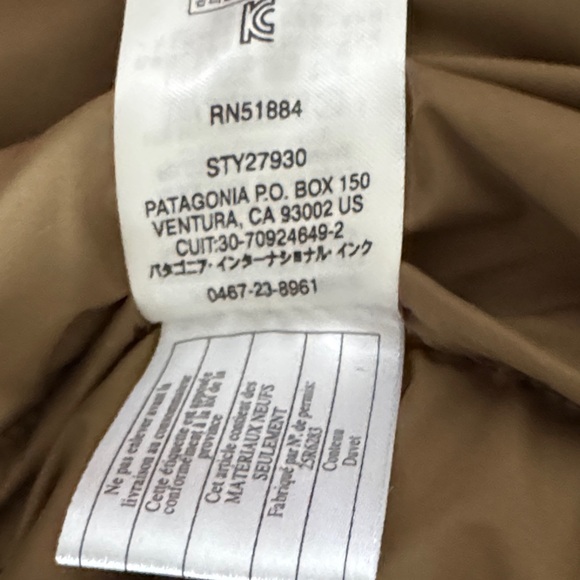 RN51884
STY27930
PATAGONIA P.O. BOX 150
VENTURA, CA 93002 US
CUIT:30-70924649-2
パタゴニア・インターナショナル・インク
0467-23-8961
Ne pas enlever avant la
livraison au consommateur
Cette étiquette est apposée
conformément à la loi de la
province
Cet article contient des
MATÉRIAUX NEUFS
SEULEMENT
Fabriqué par Nº. de permis:
25R6283
Contenu
Duvet